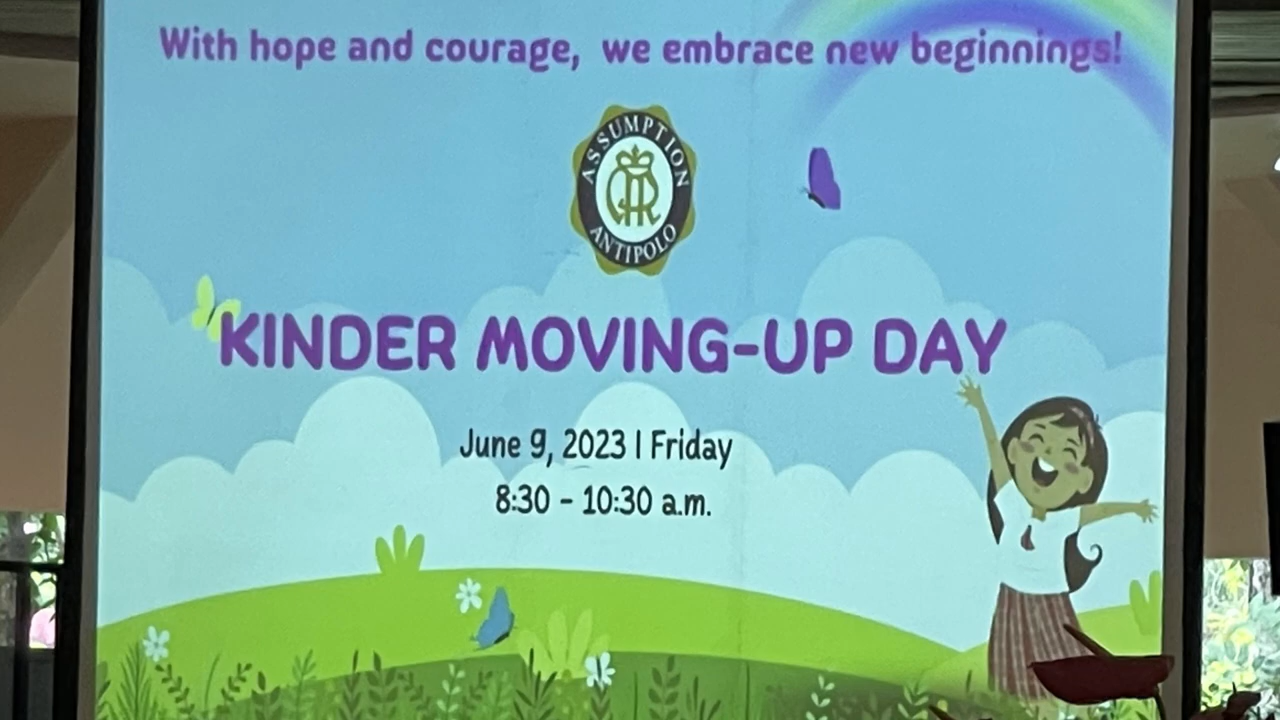 With hope and courage, we embrace new beginnings!
ASSUMPTION
ANTIPOLO
KINDER MOVING-UP DAY
June 9, 2023 | Friday
8:30 - 10:30 a.m.